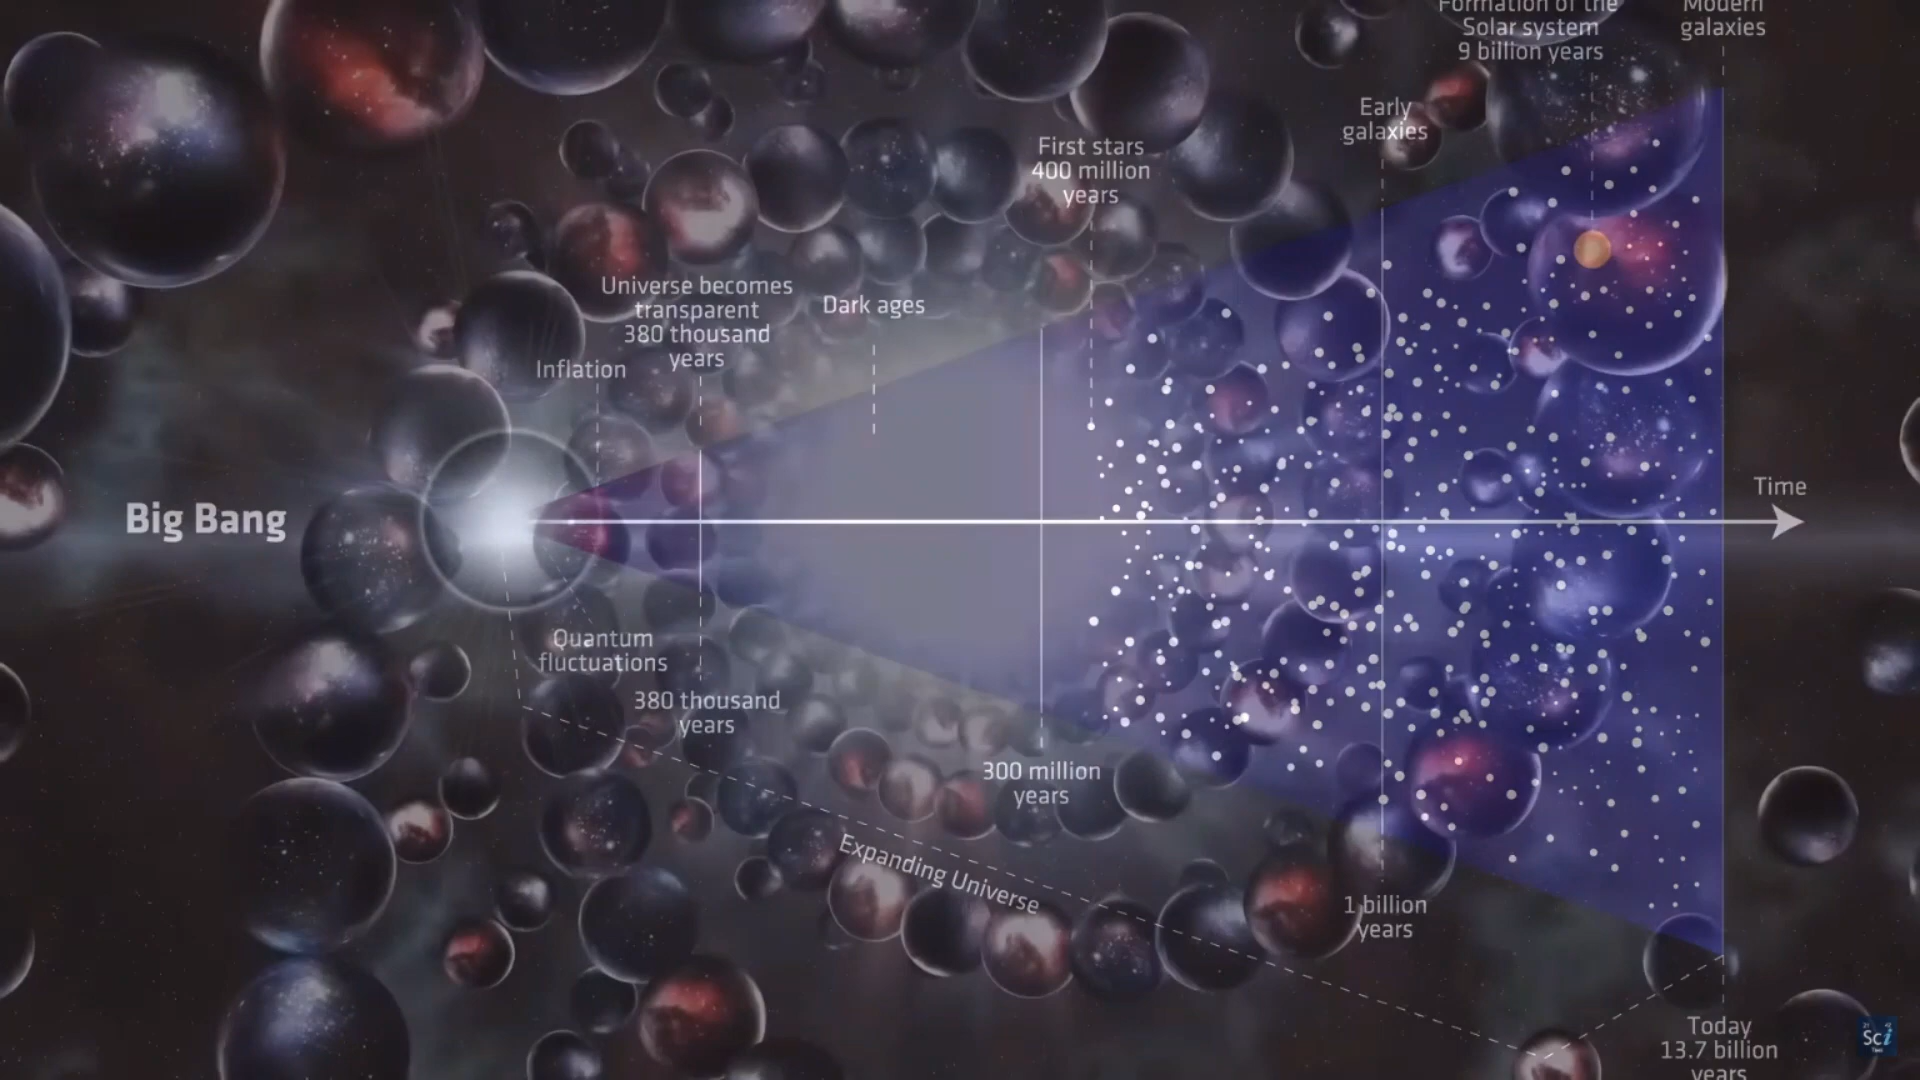 Formation of the
Solar system
9 billion years
Modern
galaxies
Early
galaxies
First stars
400 million
years
Universe becomes
transparent
380 thousand
years
Dark ages
Inflation
Time
Big Bang
Quantum
fluctuations
380 thousand
years
300 million
years
Expanding Universe
1 billion
years
Today
13.7 billion
years
Sci